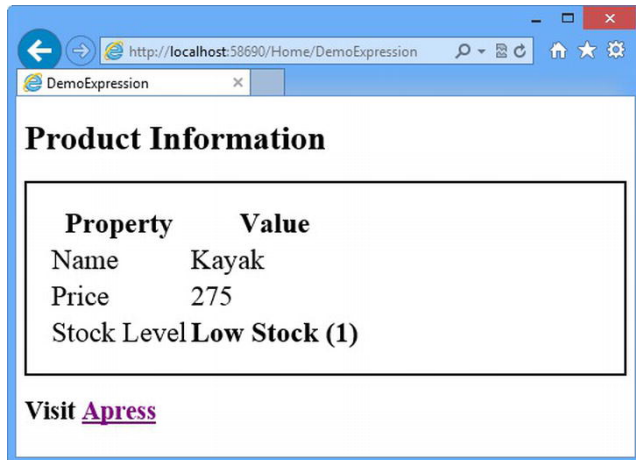 http://localhost:58690/Home/DemoExpression
DemoExpression
Product Information
Property Value
Name Kayak
Price 275
Stock Level Low Stock (1)
Visit Apress